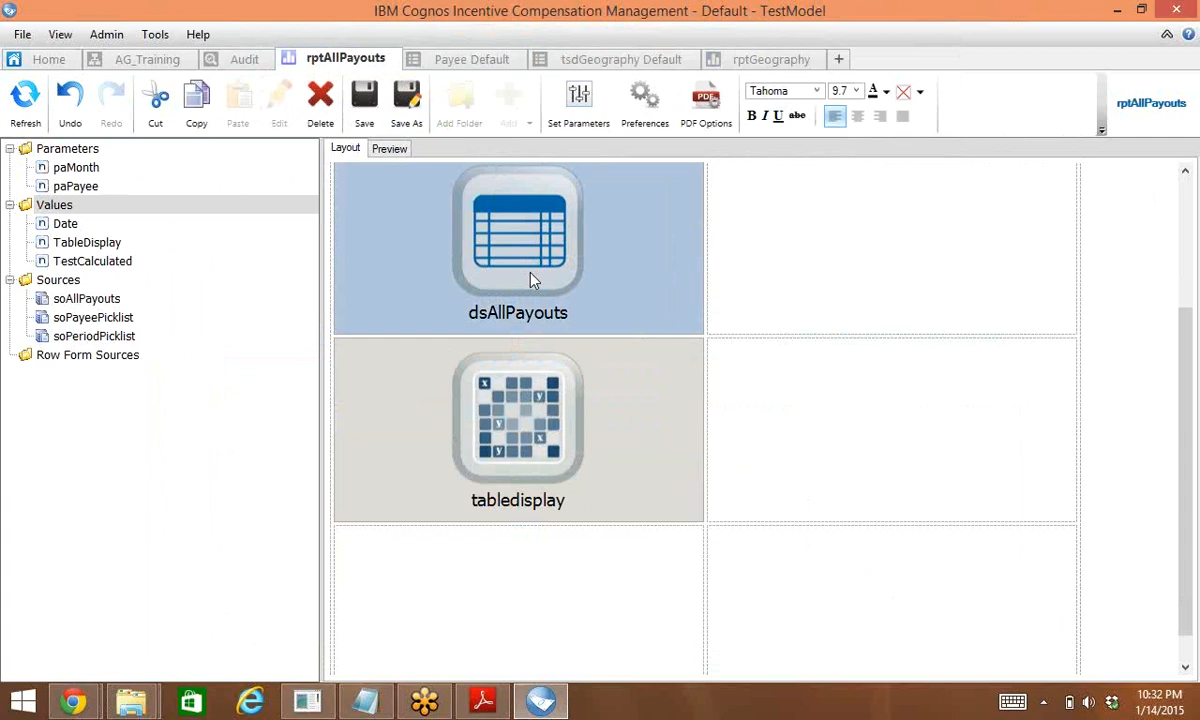 IBM Cognos Incentive Compensation Management - Default - TestModel
File View Admin Tools Help
Home AG_Training Audit rptAllPayouts Payee Default tsdGeography Default rptGeography +
Refresh Undo Redo Cut Copy Paste Edit Delete Save Save As Add Folder Add Set Parameters Preferences PDF Options
PDF
Tahoma 9.7 A
B I U abc
rptAllPayouts
Layout Preview
Parameters
paMonth
paPayee
Values
Date
TableDisplay
TestCalculated
Sources
soAllPayouts
soPayeePicklist
soPeriodPicklist
Row Form Sources
dsAllPayouts
x
y
y
x
y
tabledisplay
10:32 PM
1/14/2015